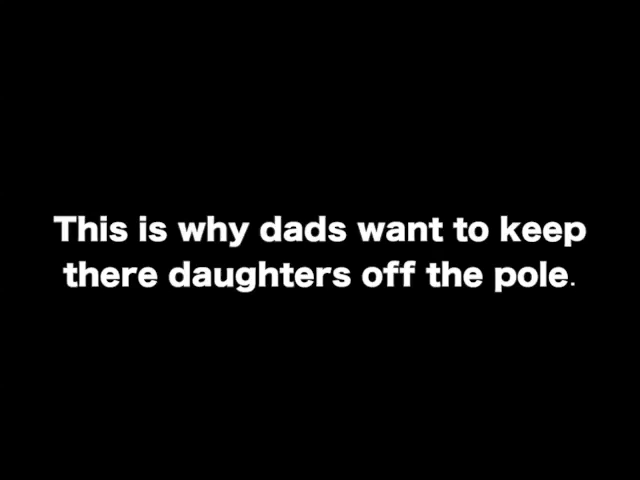 This is why dads want to keep
there daughters off the pole.